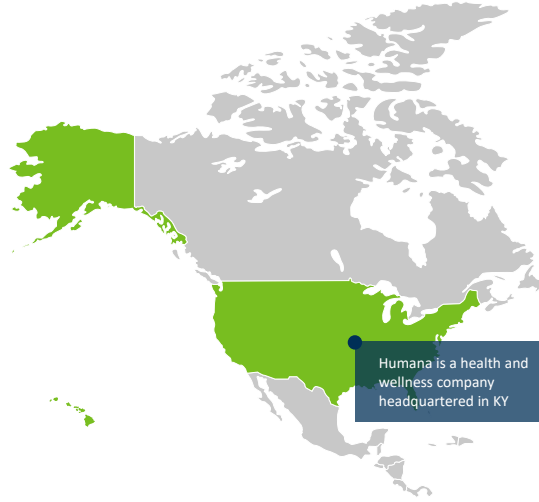 Humana is a health and
wellness company
headquartered in KY